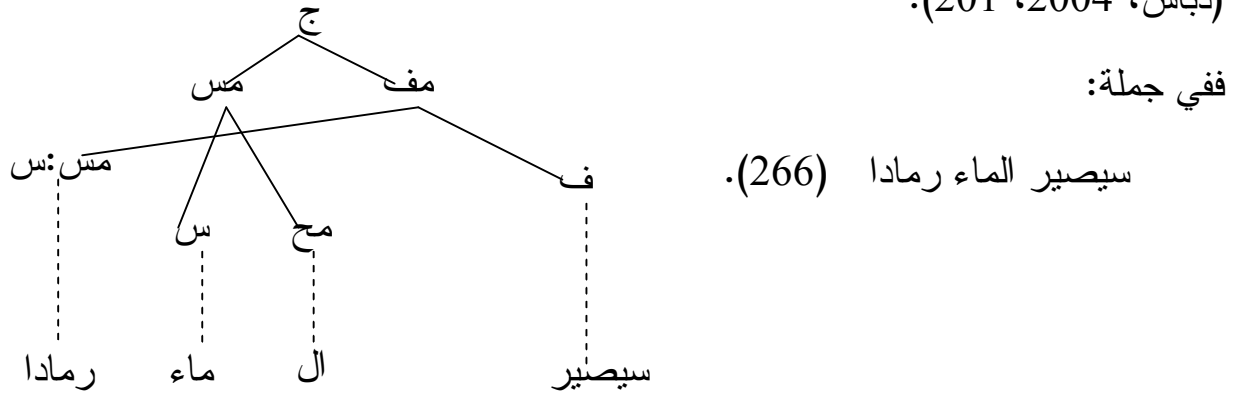 (دباس، 2004، 201).
ففي جملة:
سيصير الماء رمادا (266).
ج
مف مس
ف مس:س
مح س
سيصير ال ماء رمادا